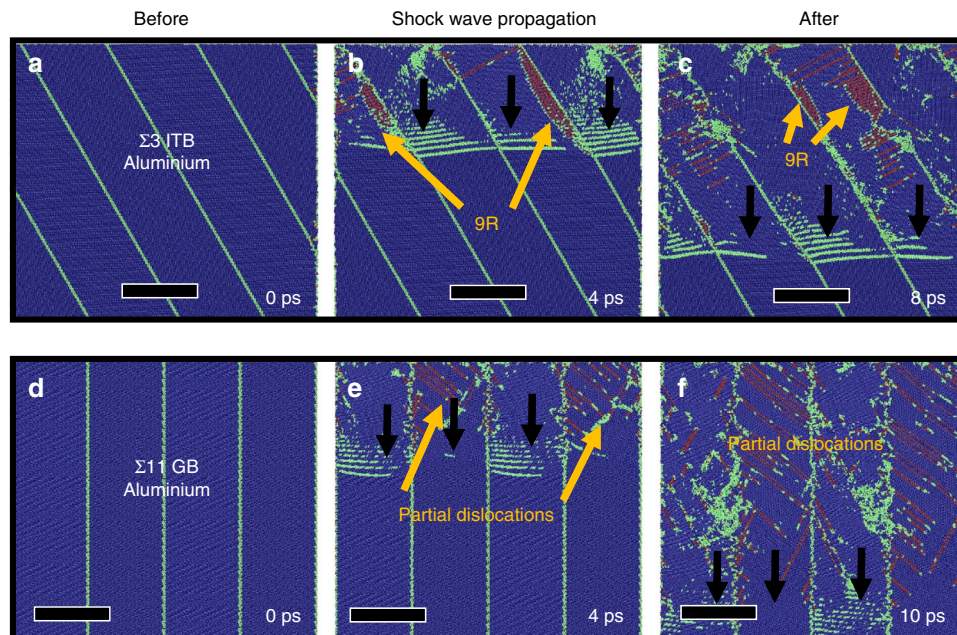 Before
Shock wave propagation
After
a
Σ3 ITB
Aluminium
0 ps
b
9R
4 ps
c
9R
8 ps
d
Σ11 GB
Aluminium
0 ps
e
Partial dislocations
4 ps
f
Partial dislocations
10 ps